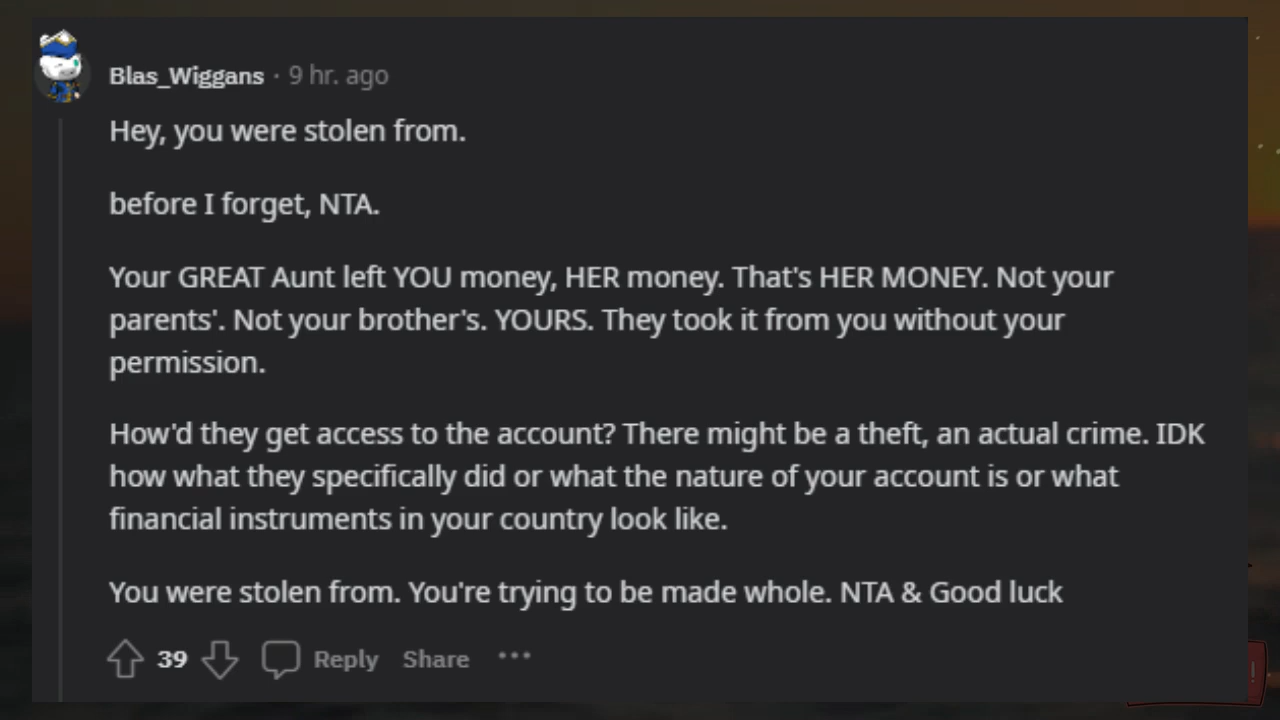 Blas_Wiggans · 9 hr. ago
Hey, you were stolen from.
before I forget, NTA.
Your GREAT Aunt left YOU money, HER money. That's HER MONEY. Not your
parents'. Not your brother's. YOURS. They took it from you without your
permission.
How'd they get access to the account? There might be a theft, an actual crime. IDK
how what they specifically did or what the nature of your account is or what
financial instruments in your country look like.
You were stolen from. You're trying to be made whole. NTA & Good luck
39 Reply Share ···
!